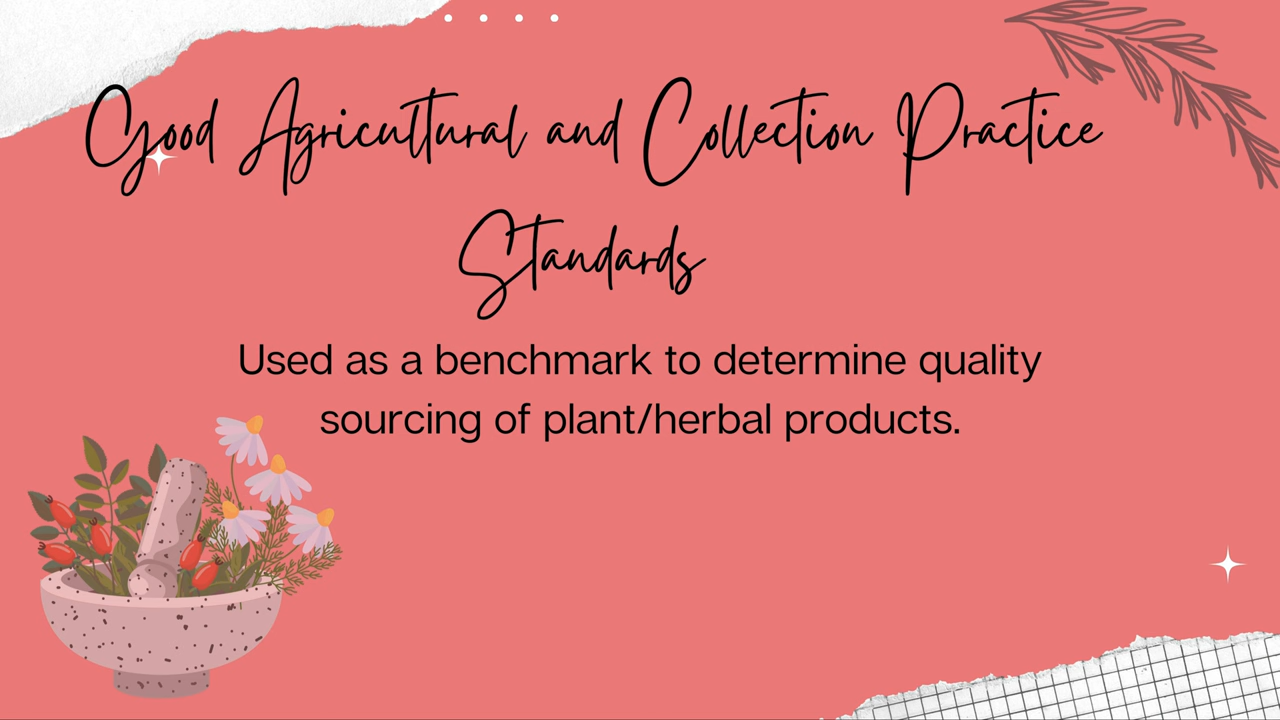 Good Agricultural and Collection Practice
Standards
Used as a benchmark to determine quality
sourcing of plant/herbal products.